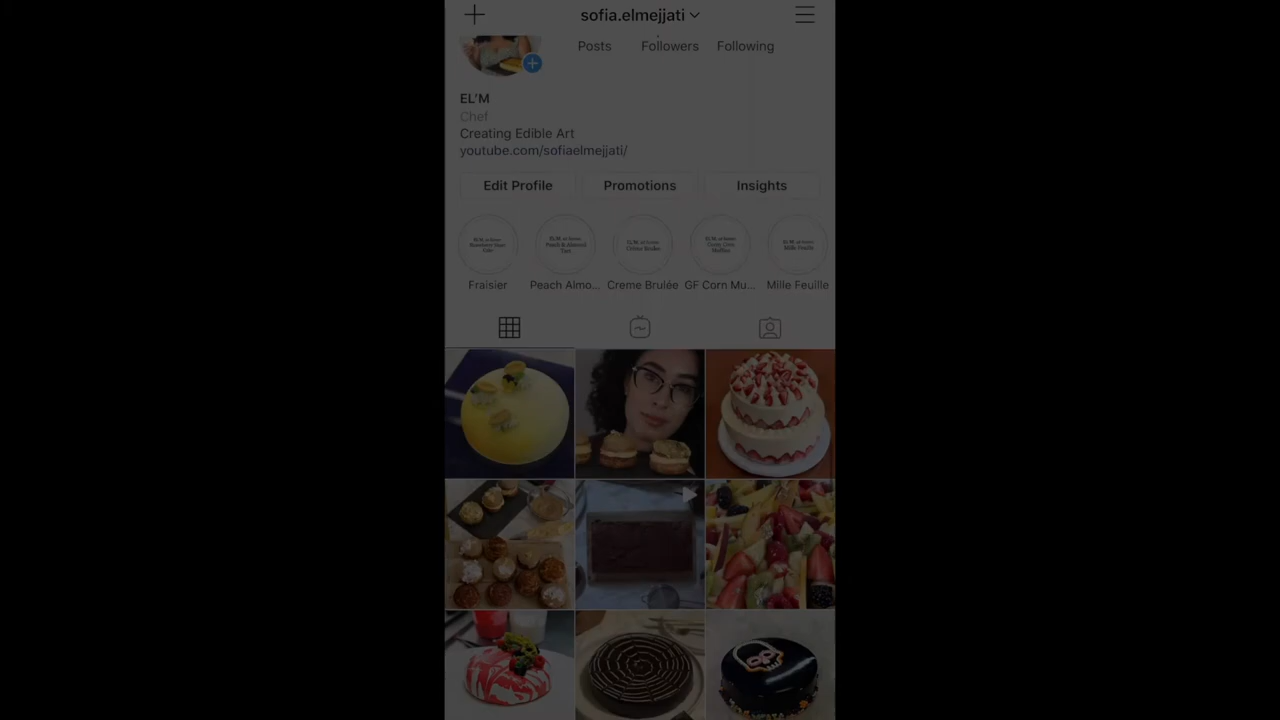 sofia.elmejjati
Posts Followers Following
EL'M
Chef
Creating Edible Art
youtube.com/sofiaelmejjati/
Edit Profile Promotions Insights
Fraisier Peach Almo... Creme Brulée GF Corn Mu... Mille Feuille